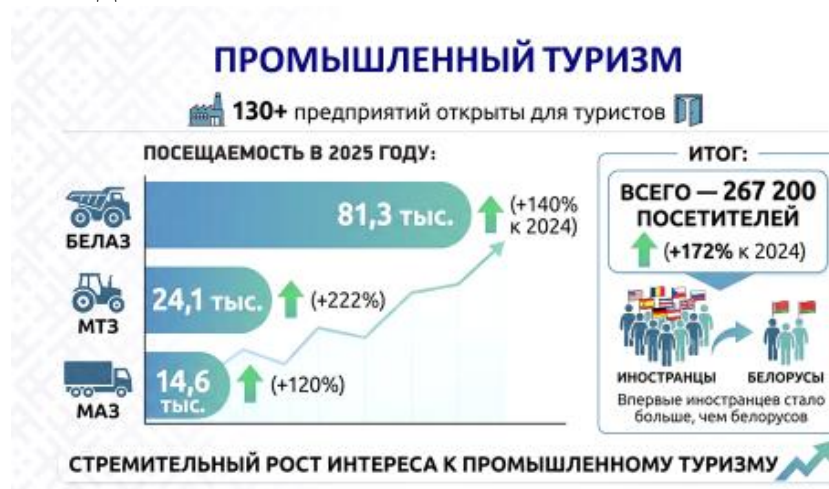 ПРОМЫШЛЕННЫЙ ТУРИЗМ
130+ предприятий открыты для туристов
ПОСЕЩАЕМОСТЬ В 2025 ГОДУ:
БЕЛАЗ
81,3 тыс.
(+140%
к 2024)
МТЗ
24,1 тыс.
(+222%)
МАЗ
14,6
тыс.
(+120%)
ИТОГ:
ВСЕГО — 267 200
ПОСЕТИТЕЛЕЙ
(+172% к 2024)
ИНОСТРАНЦЫ
БЕЛОРУСЫ
Впервые иностранцев стало
больше, чем белорусов
СТРЕМИТЕЛЬНЫЙ РОСТ ИНТЕРЕСА К ПРОМЫШЛЕННОМУ ТУРИЗМУ